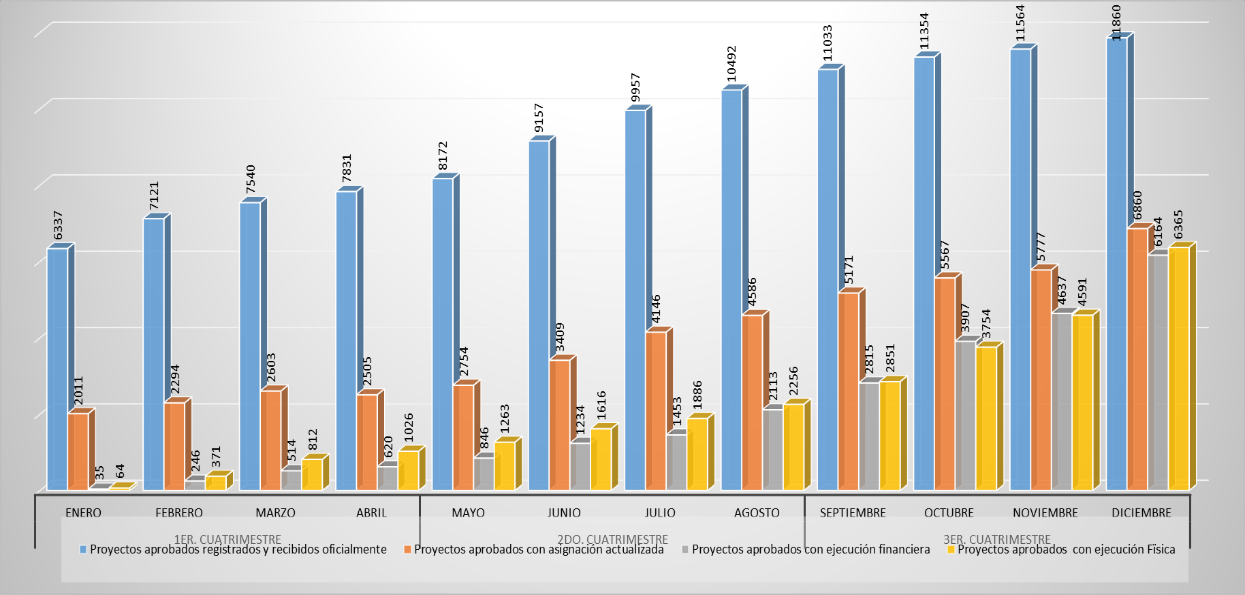 6337 2011 35 64
7121 2294 246 371
7540 2603 514 812
7831 2505 620 1026
8172 2754 846 1263
9157 3409 1234 1616
9957 4146 1453 1886
10492 4586 2113 2256
11033 5171 2815 2851
11354 5567 3907 3754
11564 5777 4637 4591
11860 6860 6164 6365
ENERO FEBRERO MARZO ABRIL MAYO JUNIO JULIO AGOSTO SEPTIEMBRE OCTUBRE NOVIEMBRE DICIEMBRE
1ER. CUATRIMESTRE 2DO. CUATRIMESTRE 3ER. CUATRIMESTRE
Proyectos aprobados registrados y recibidos oficialmente Proyectos aprobados con asignación actualizada Proyectos aprobados con ejecución financiera Proyectos aprobados con ejecución Fïsica